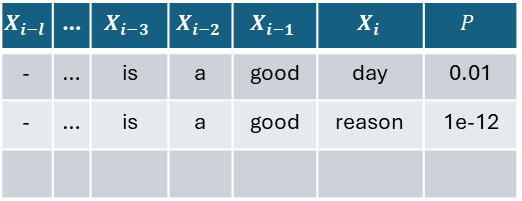 X_{i-l} ... X_{i-3} X_{i-2} X_{i-1} X_i P
- ... is a good day 0.01
- ... is a good reason 1e-12